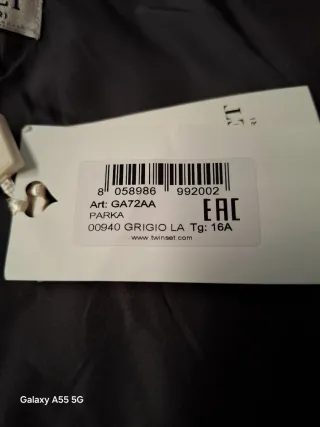 8 058986 992002
Art: GA72AA
PARKA
EAC
00940 GRIGIO LA Tg: 16A
www.twinset.com
Galaxy A55 5G